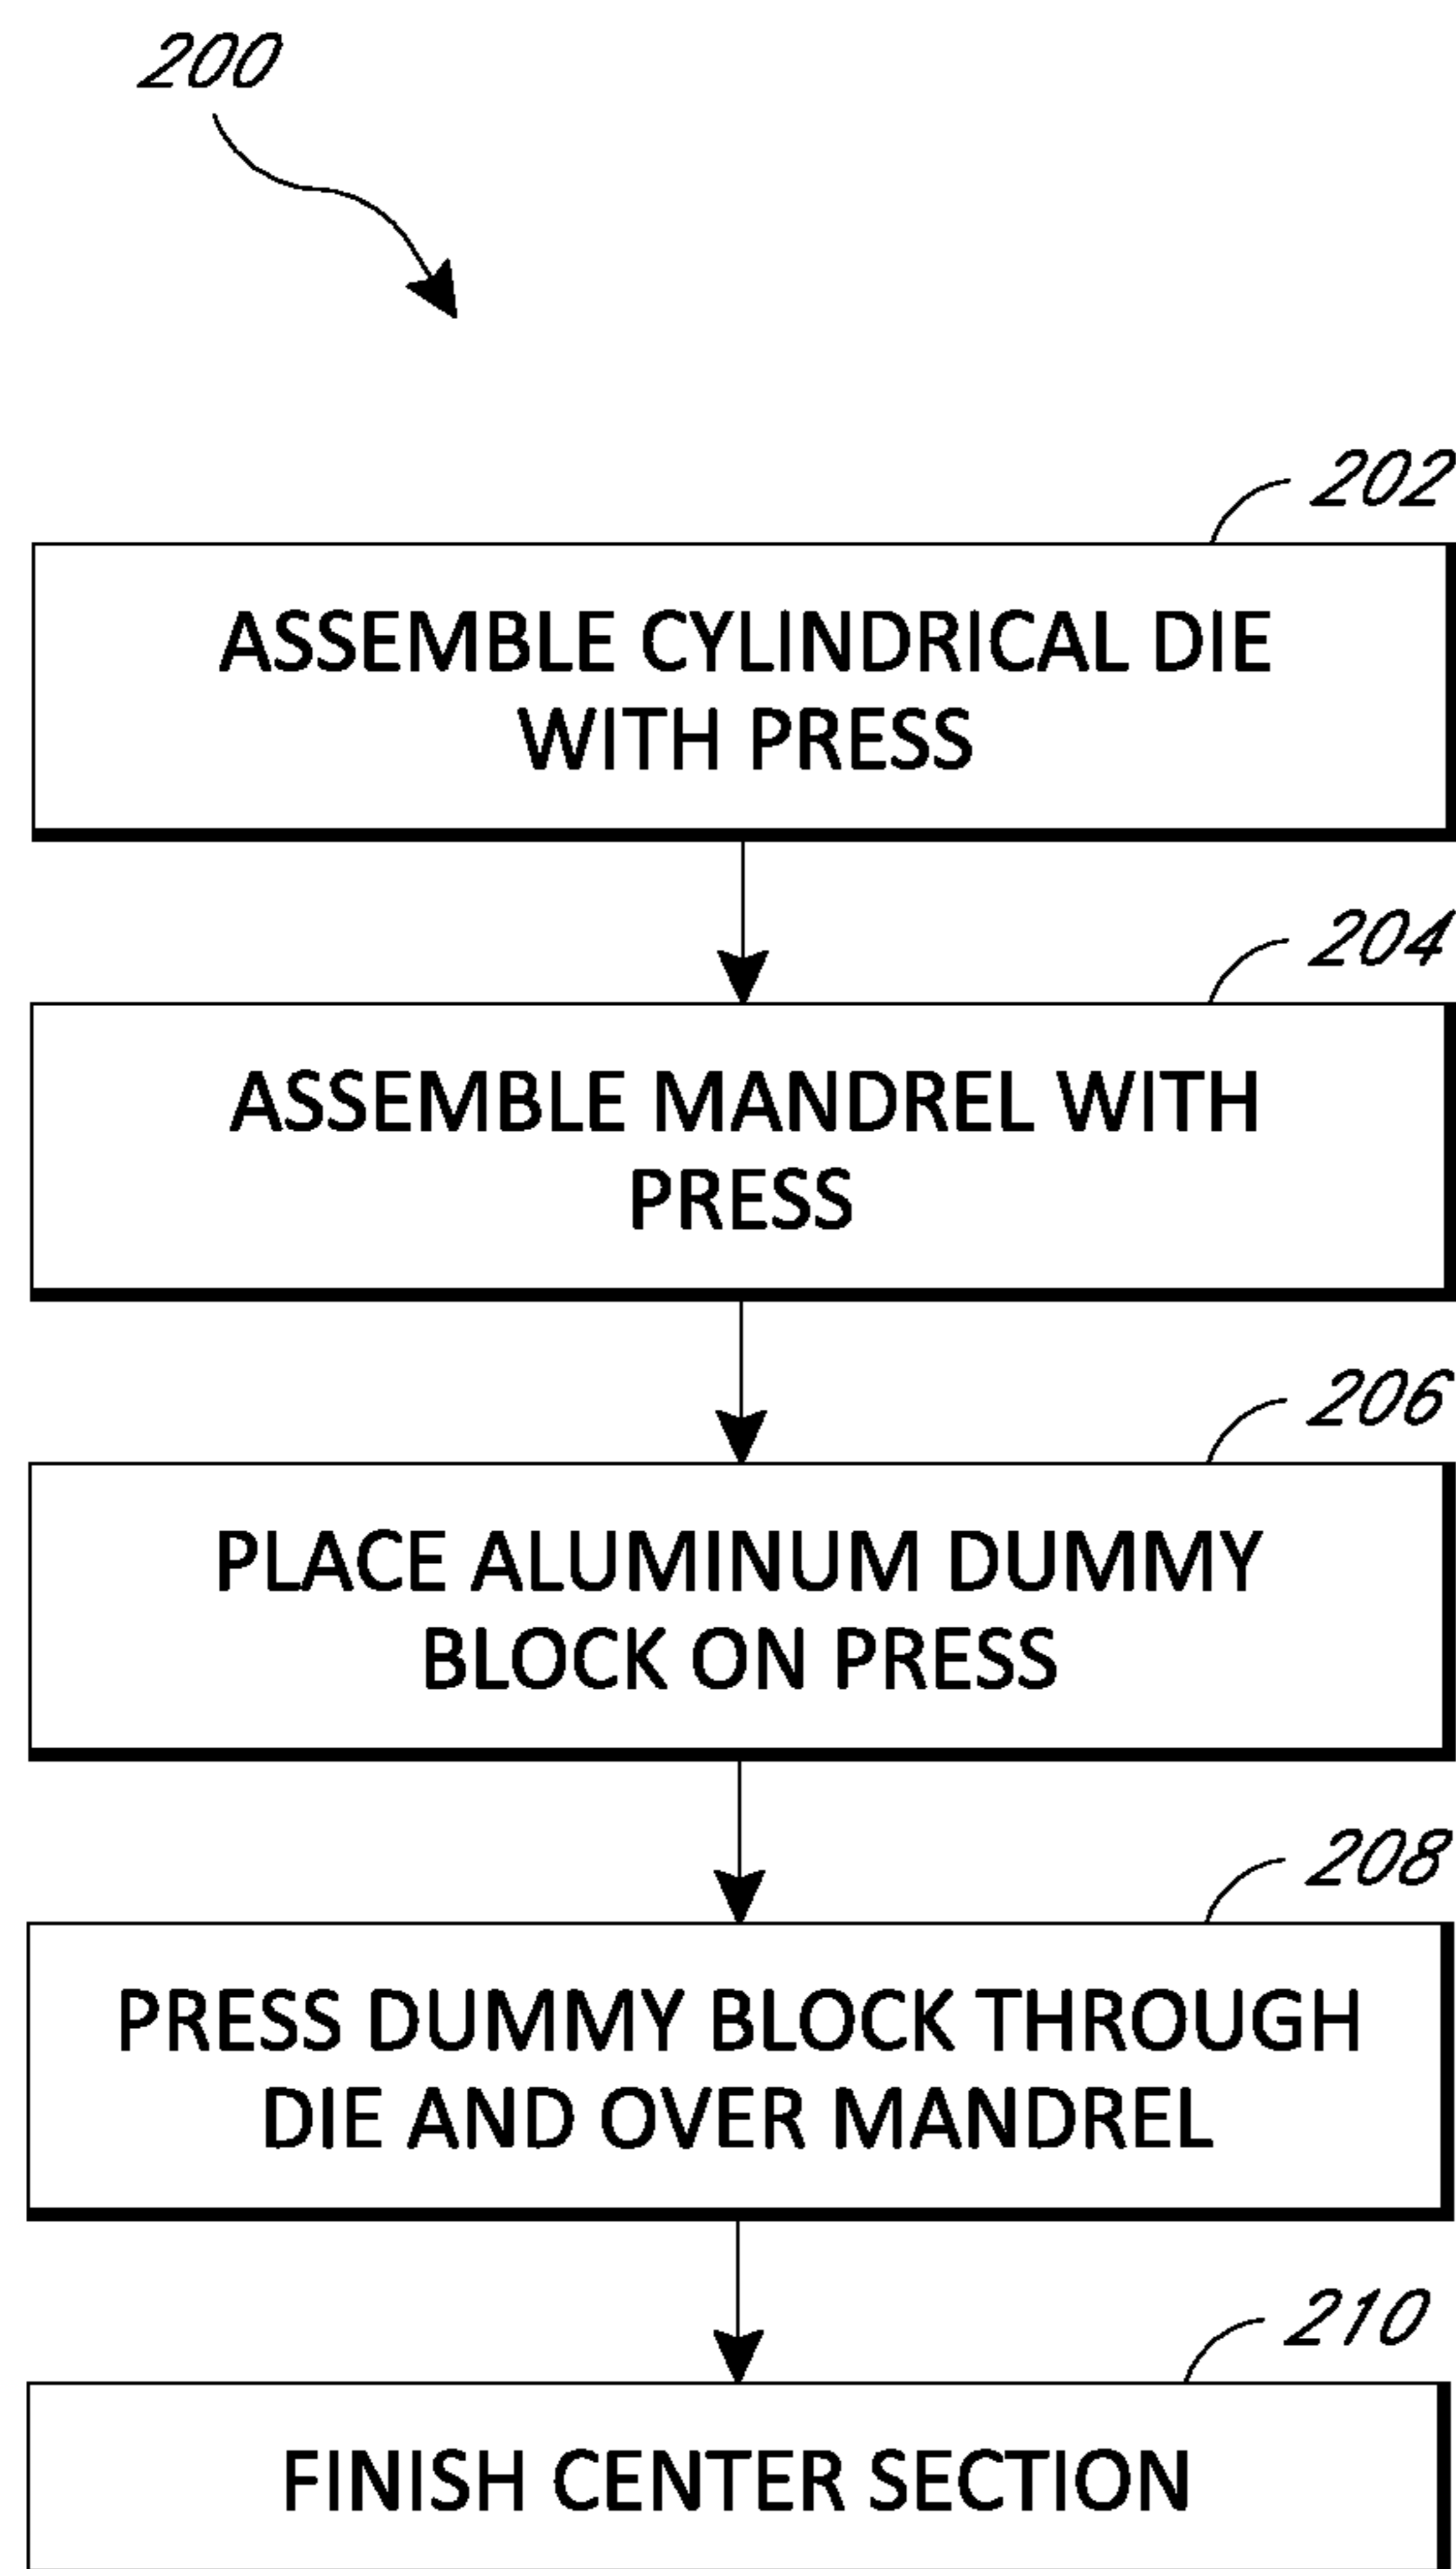 200
202
ASSEMBLE CYLINDRICAL DIE
WITH PRESS
204
ASSEMBLE MANDREL WITH
PRESS
206
PLACE ALUMINUM DUMMY
BLOCK ON PRESS
208
PRESS DUMMY BLOCK THROUGH
DIE AND OVER MANDREL
210
FINISH CENTER SECTION